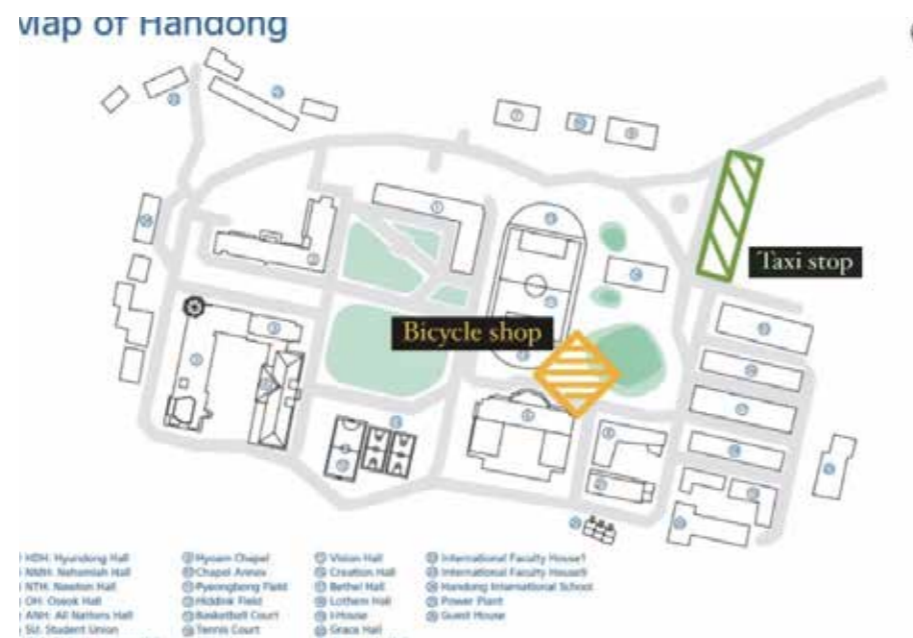 Map of Handong
Taxi stop
Bicycle shop
HDH: Hyundong Hall
NMH: Nehemiah Hall
NTH: Newton Hall
OH: Oseok Hall
ANH: All Nations Hall
SU: Student Union
Hyoam Chapel
Chapel Annex
Pyeongbong Field
Hiddink Field
Basketball Court
Tennis Court
Vision Hall
Creation Hall
Bethel Hall
Lothem Hall
I-House
Grace Hall
International Faculty House1
International Faculty House9
Handong International School
Power Plant
Guest House